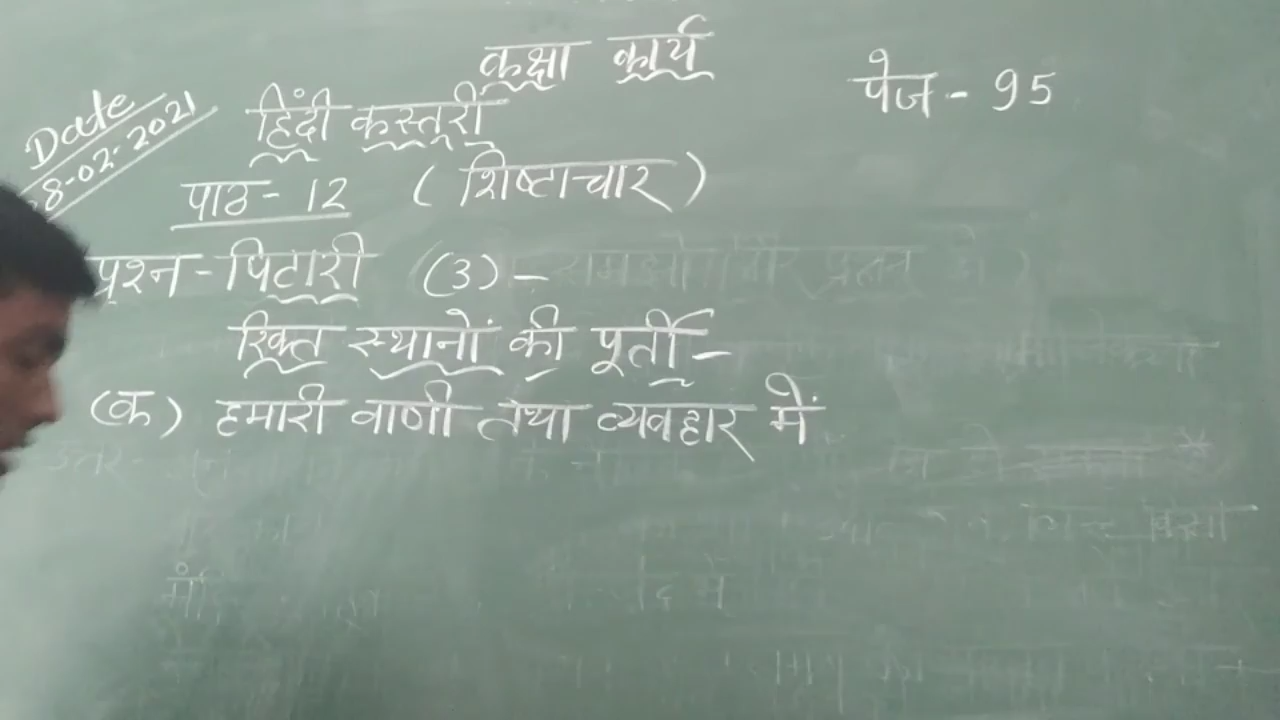 कक्षा कार्य
पेज - 95
Date
8-02-2021
हिंदी कस्तूरी
पाठ - 12 ( शिष्टाचार )
प्रश्न - पिटारी (3) -
रिक्त स्थानों की पूर्ती -
(क) हमारी वाणी तथा व्यवहार में